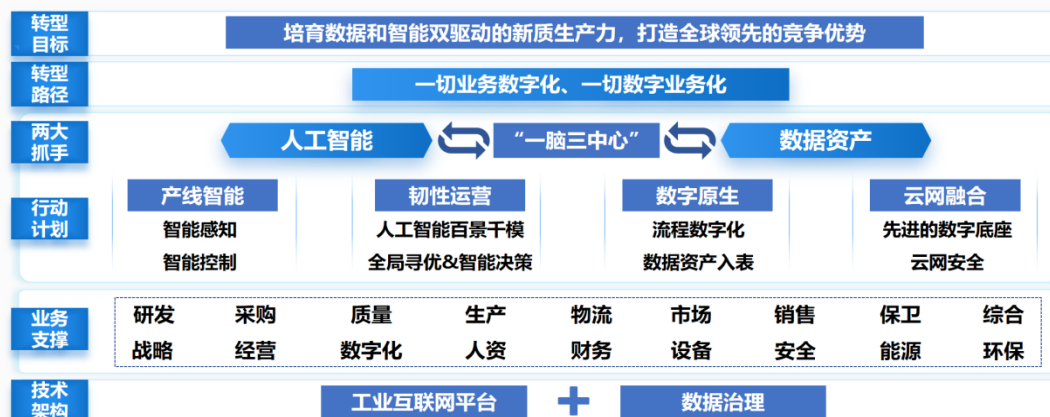 转型
目标
培育数据和智能双驱动的新质生产力，打造全球领先的竞争优势
转型
路径
一切业务数字化、一切数字业务化
两大
抓手
人工智能
“一脑三中心”
数据资产
行动
计划
产线智能
智能感知
智能控制
韧性运营
人工智能百景千模
全局寻优&智能决策
数字原生
流程数字化
数据资产入表
云网融合
先进的数字底座
云网安全
业务
支撑
研发 采购 质量 生产 物流 市场 销售 保卫 综合
战略 经营 数字化 人资 财务 设备 安全 能源 环保
技术
架构
工业互联网平台 + 数据治理